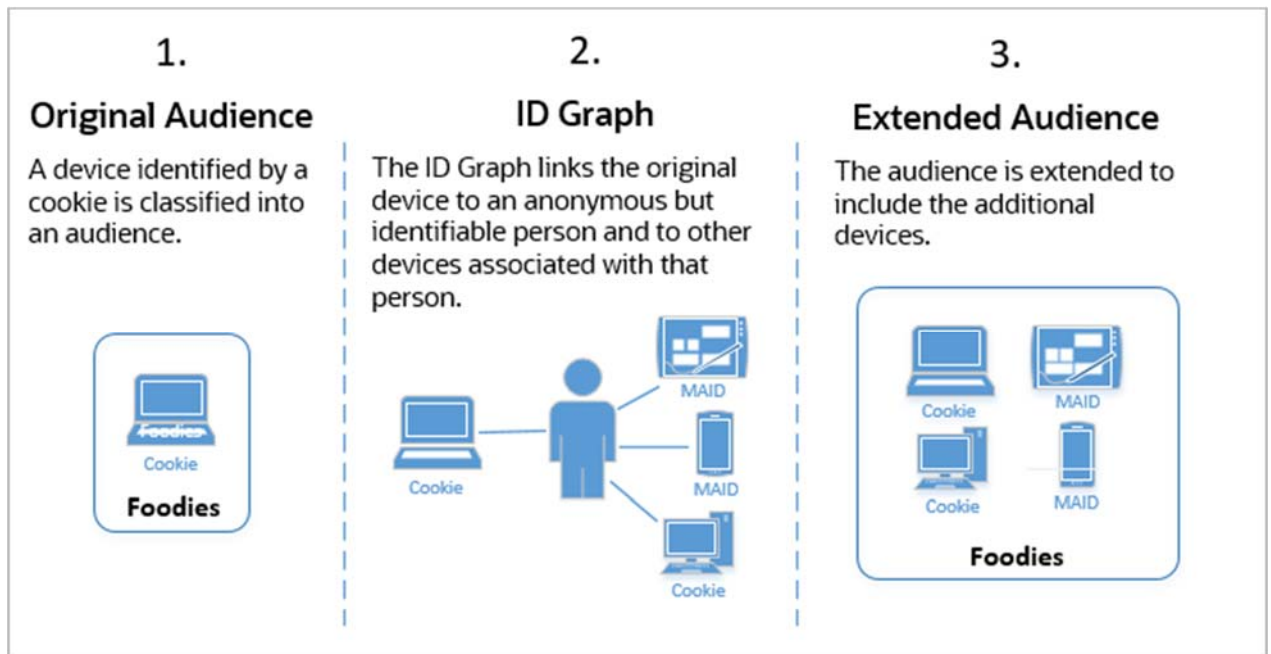 1.
Original Audience
A device identified by a
cookie is classified into
an audience.
Foodies
Cookie
Foodies
2.
ID Graph
The ID Graph links the original
device to an anonymous but
identifiable person and to other
devices associated with that
person.
MAID
Cookie
MAID
Cookie
3.
Extended Audience
The audience is extended to
include the additional
devices.
Cookie
MAID
Cookie
MAID
Foodies